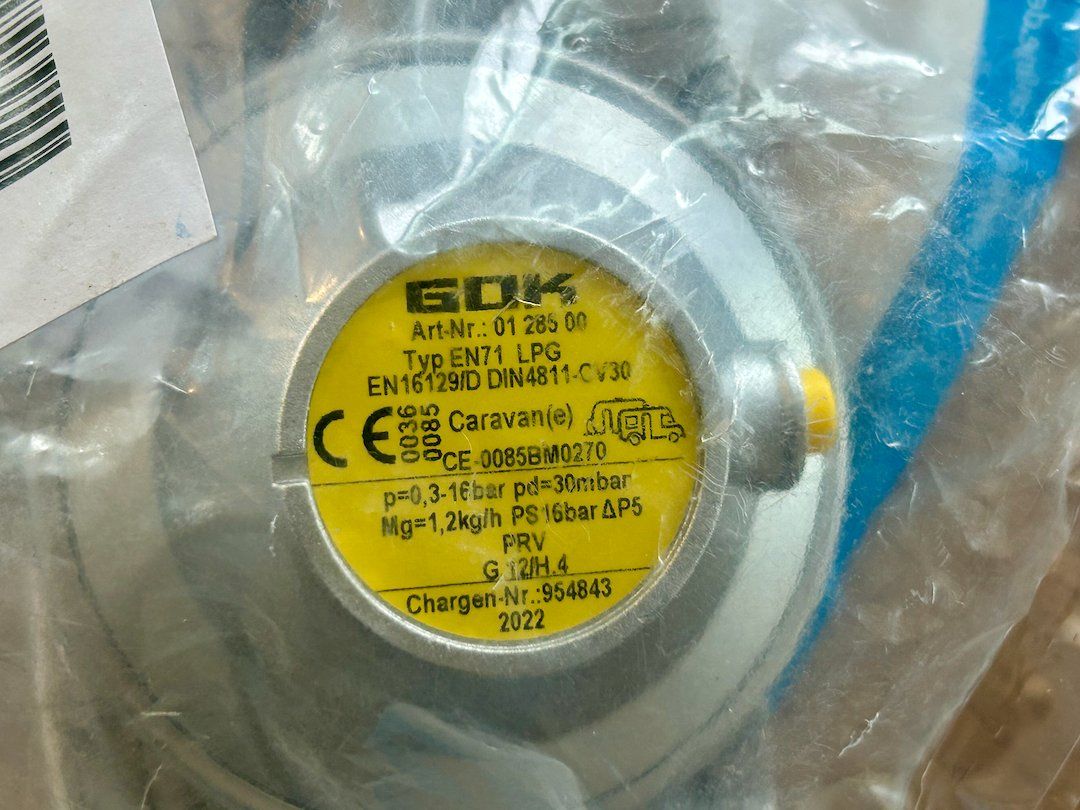 GOK
Art-Nr.: 01 285 00
Typ EN71 LPG
EN16129/D DIN4811-CV30
CE 0036 0085 Caravan(e)
CE-0085BM0270
p=0,3-16bar pd=30mbar
Mg=1,2kg/h PS16bar ΔP5
PRV
G.12/H.4
Chargen-Nr.:954843
2022